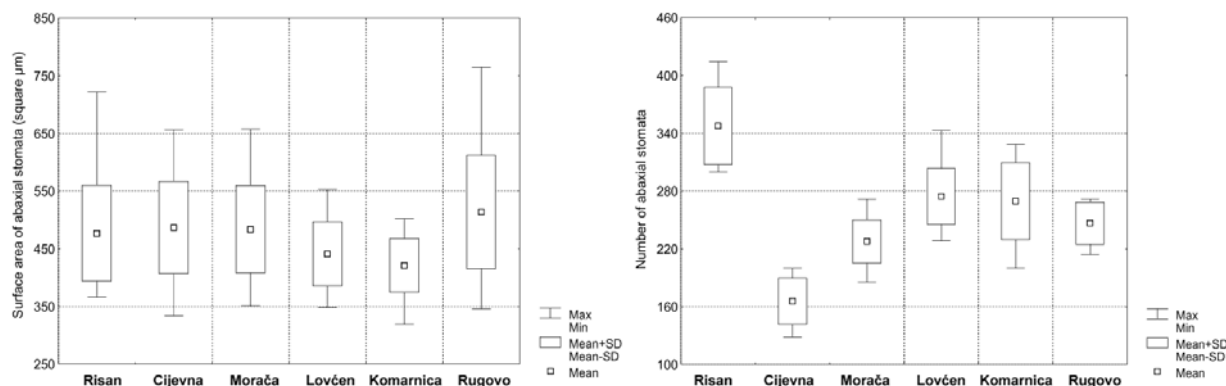 Surface area of abaxial stomata (square µm)
850
750
650
550
450
350
250
Risan Cijevna Morača Lovćen Komarnica Rugovo
Max
Min
Mean+SD
Mean-SD
Mean
Number of abaxial stomata
460
400
340
280
220
160
100
Risan Cijevna Morača Lovćen Komarnica Rugovo
Max
Min
Mean+SD
Mean-SD
Mean